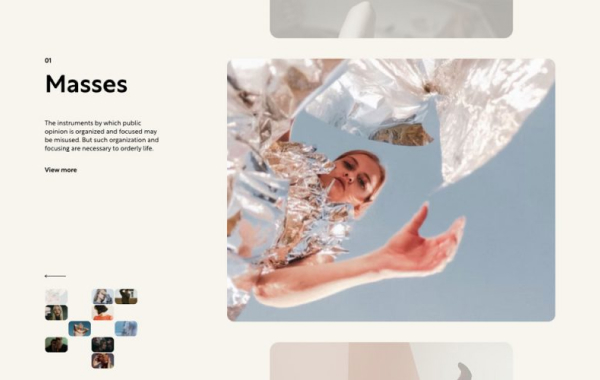 01
Masses
The instruments by which public
opinion is organized and focused may
be misused. But such organization and
focusing are necessary to orderly life.
View more